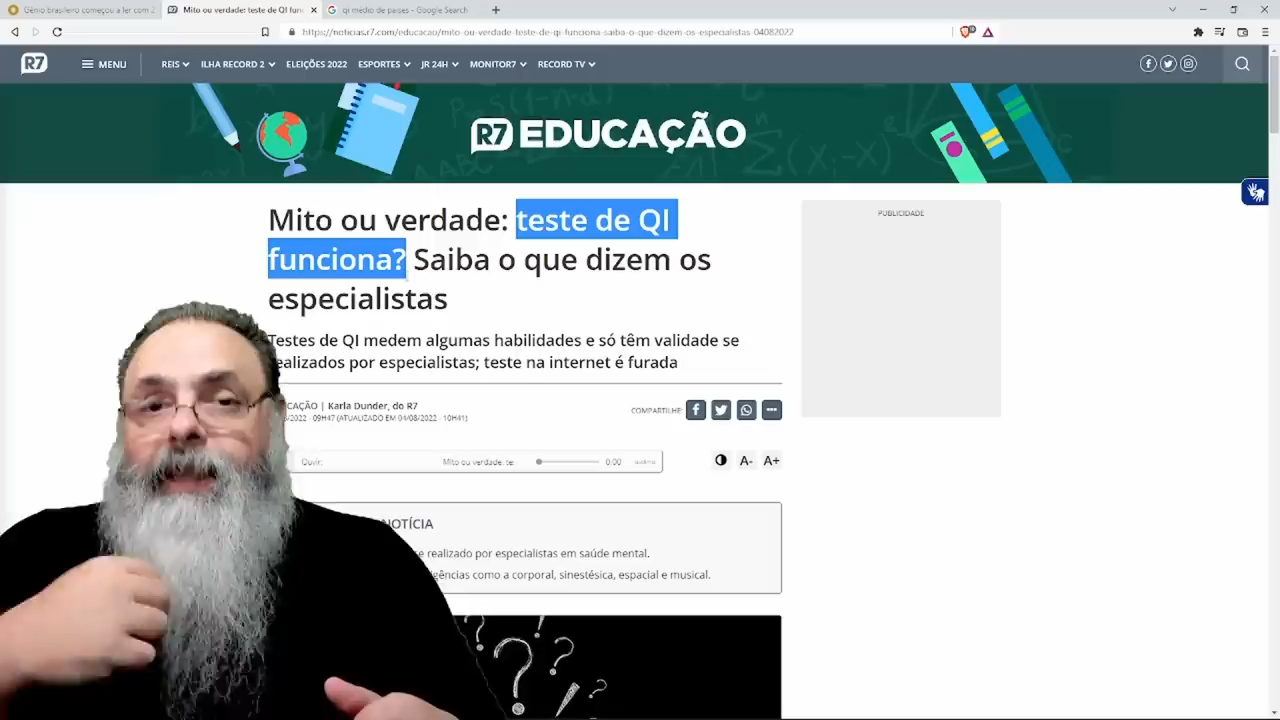 Gênio brasileiro começou a ler com 2
Mito ou verdade: teste de QI fun
qi médio de países - Google Search
https://noticias.r7.com/educacao/mito-ou-verdade-teste-de-qi-funciona-saiba-o-que-dizem-os-especialistas-04082022
R7
MENU
REIS
ILHA RECORD 2
ELEIÇÕES 2022
ESPORTES
JR 24H
MONITOR7
RECORD TV
R7 EDUCAÇÃO
Mito ou verdade: teste de QI
funciona? Saiba o que dizem os
especialistas
PUBLICIDADE
Testes de QI medem algumas habilidades e só têm validade se
realizados por especialistas; teste na internet é furada
CAÇÃO | Karla Dunder, do R7
/2022 - 09H47 (ATUALIZADO EM 04/08/2022 - 10H41)
COMPARTILHE:
Ouvir:
Mito ou verdade: te:
0:00
A-
A+
NOTÍCIA
e realizado por especialistas em saúde mental.
gências como a corporal, sinestésica, espacial e musical.